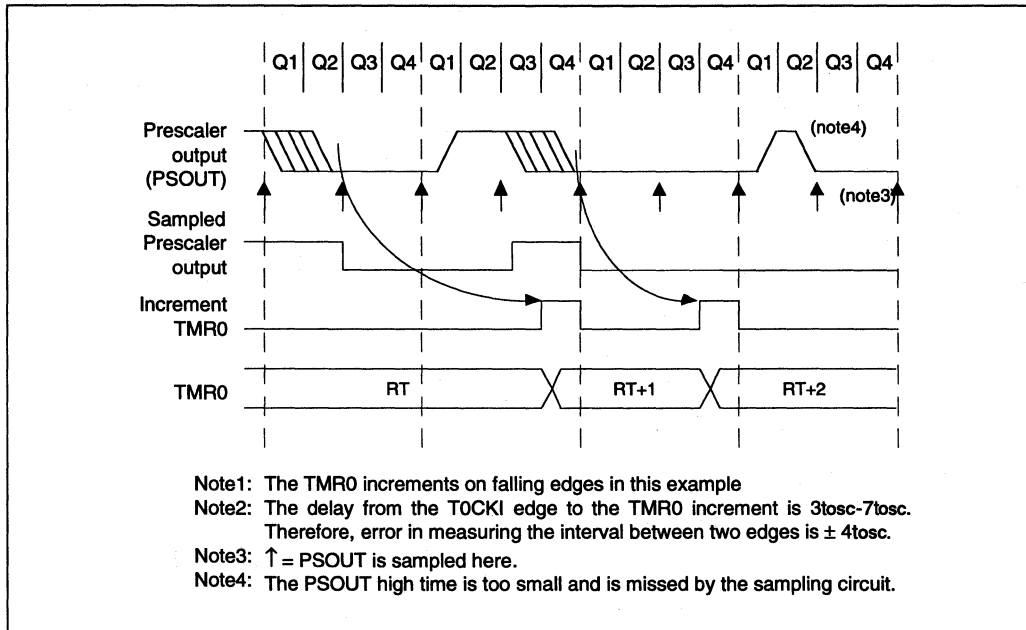 Q1 Q2 Q3 Q4 Q1 Q2 Q3 Q4 Q1 Q2 Q3 Q4 Q1 Q2 Q3 Q4
Prescaler
output
(PSOUT)
(note4)
(note3)
Sampled
Prescaler
output
Increment
TMR0
TMR0
RT
RT+1
RT+2
Note1: The TMR0 increments on falling edges in this example
Note2: The delay from the T0CKI edge to the TMR0 increment is 3tosc-7tosc.
Therefore, error in measuring the interval between two edges is ± 4tosc.
Note3: ↑ = PSOUT is sampled here.
Note4: The PSOUT high time is too small and is missed by the sampling circuit.